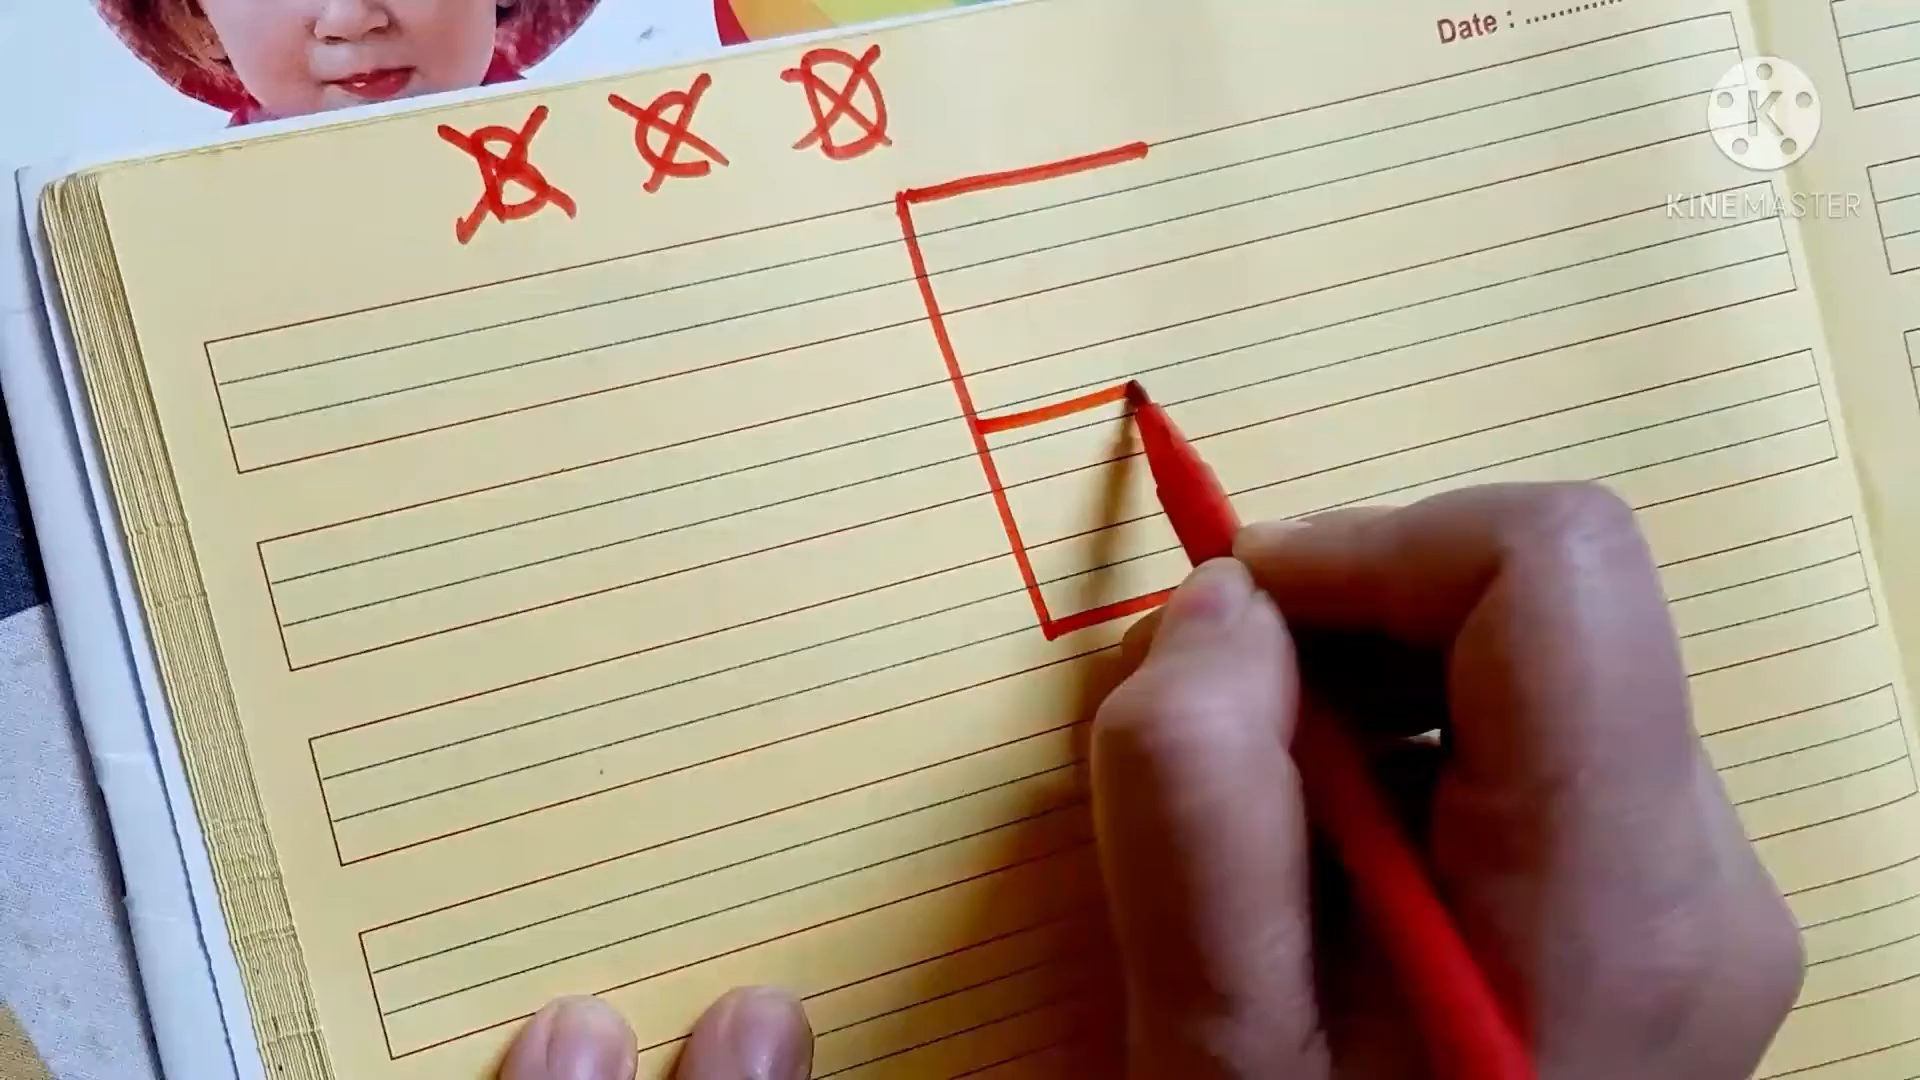 Date : ............
B C D
E
K
KINEMASTER